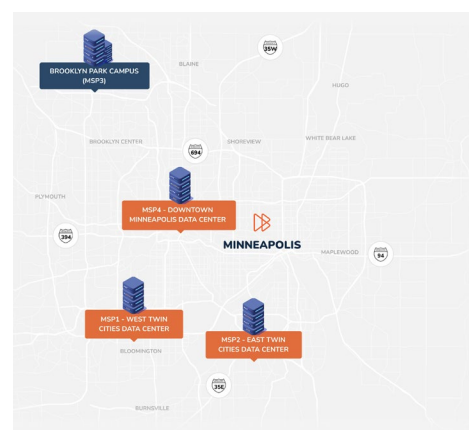 35W
BROOKLYN PARK CAMPUS
(MSP3)
BLAINE
HUGO
BROOKLYN CENTER
SHOREVIEW
WHITE BEAR LAKE
694
PLYMOUTH
MSP4 - DOWNTOWN
MINNEAPOLIS DATA CENTER
394
MINNEAPOLIS
MAPLEWOOD
94
MSP1 - WEST TWIN
CITIES DATA CENTER
MSP2 - EAST TWIN
CITIES DATA CENTER
BLOOMINGTON
35E
BURNSVILLE